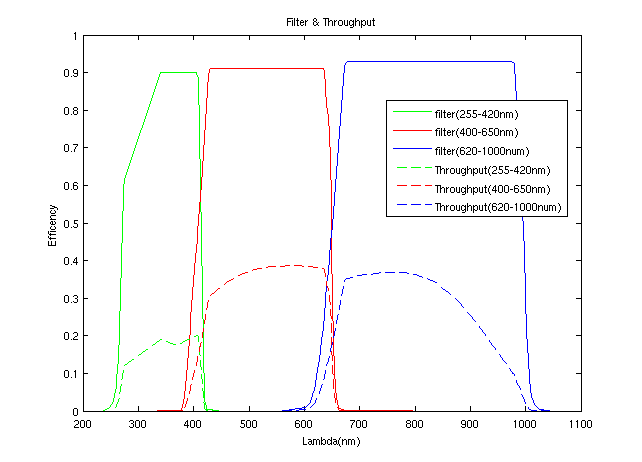 Filter & Throughput
1
0.9
0.8
0.7
0.6
0.5
0.4
0.3
0.2
0.1
0
Efficency
filter(255-420nm)
filter(400-650nm)
filter(620-1000num)
Throughput(255-420nm)
Throughput(400-650nm)
Throughput(620-1000num)
200 300 400 500 600 700 800 900 1000 1100
Lambda(nm)